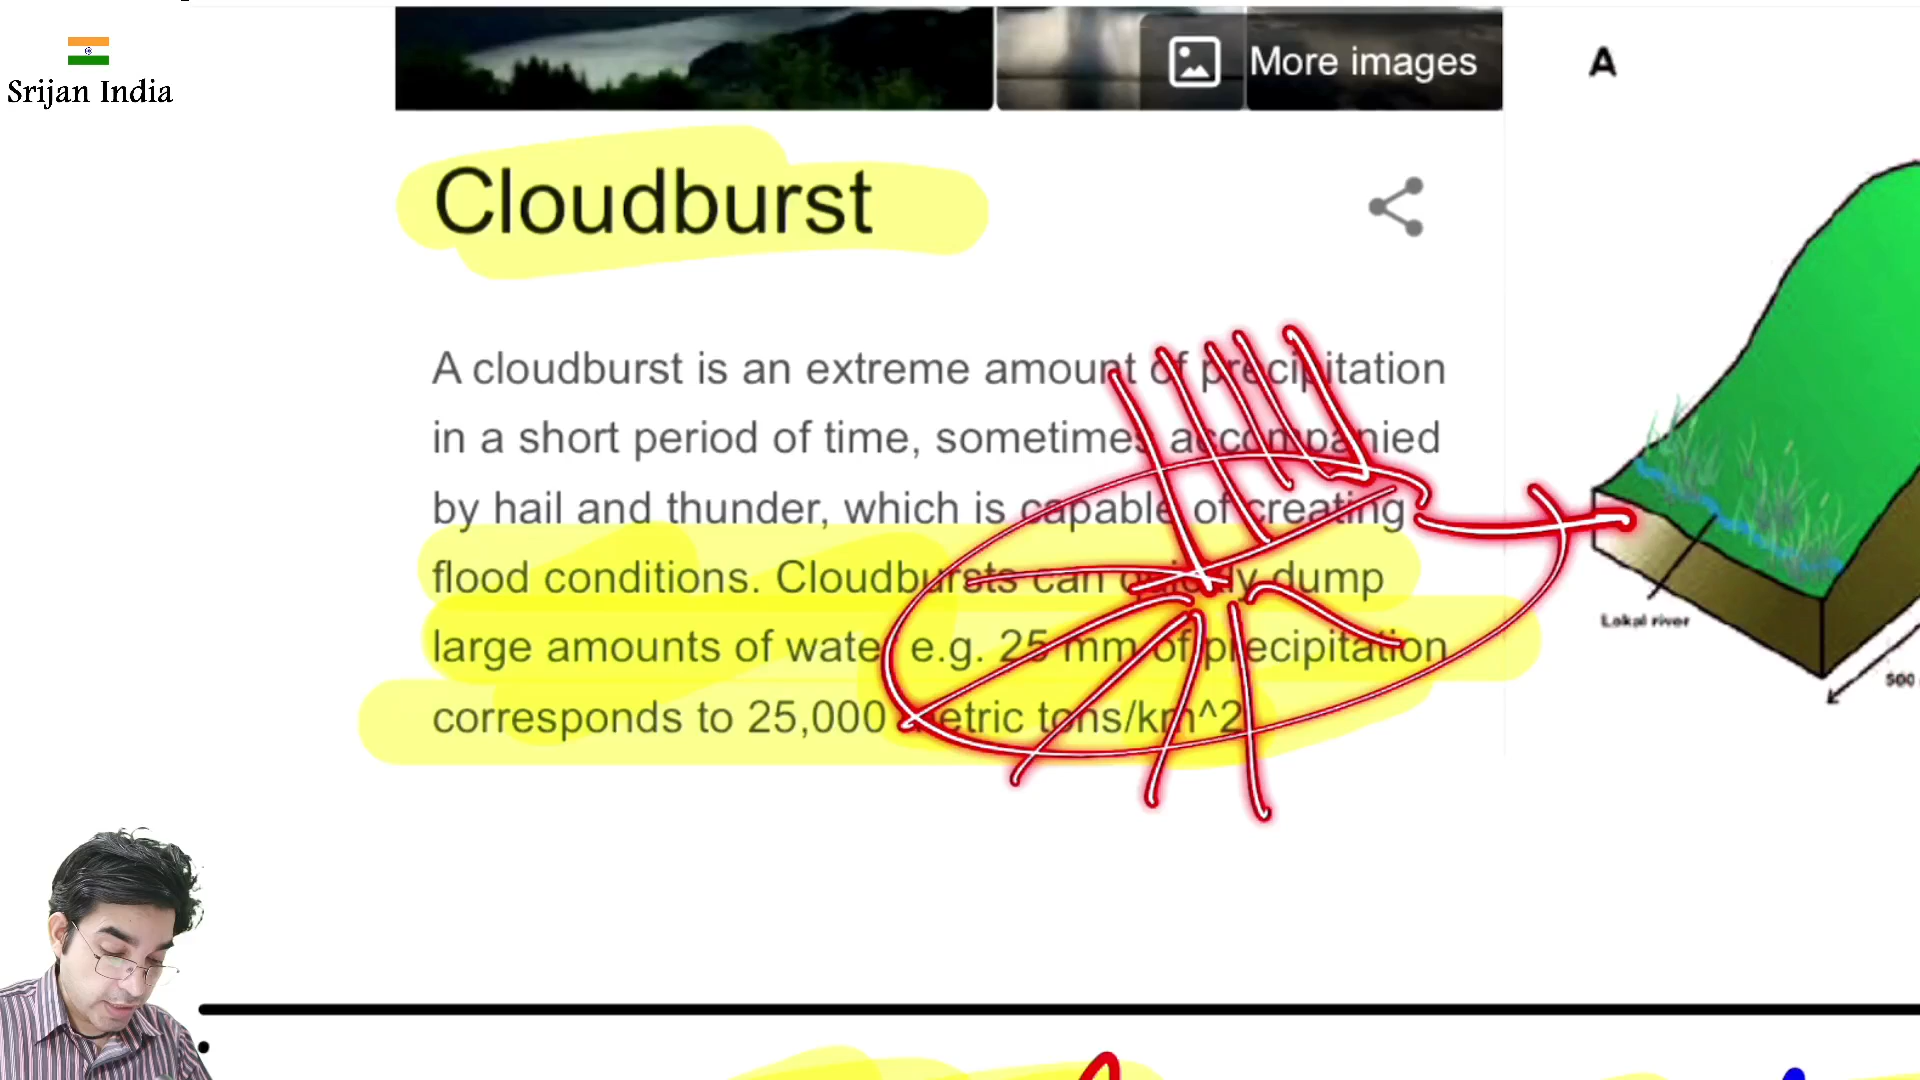 Srijan India
More images
A
Cloudburst
A cloudburst is an extreme amount of precipitation
in a short period of time, sometimes accompanied
by hail and thunder, which is capable of creating
flood conditions. Cloudbursts can quickly dump
large amounts of water e.g. 25 mm of precipitation
corresponds to 25,000 metric tons/km^2
Lokal river
500